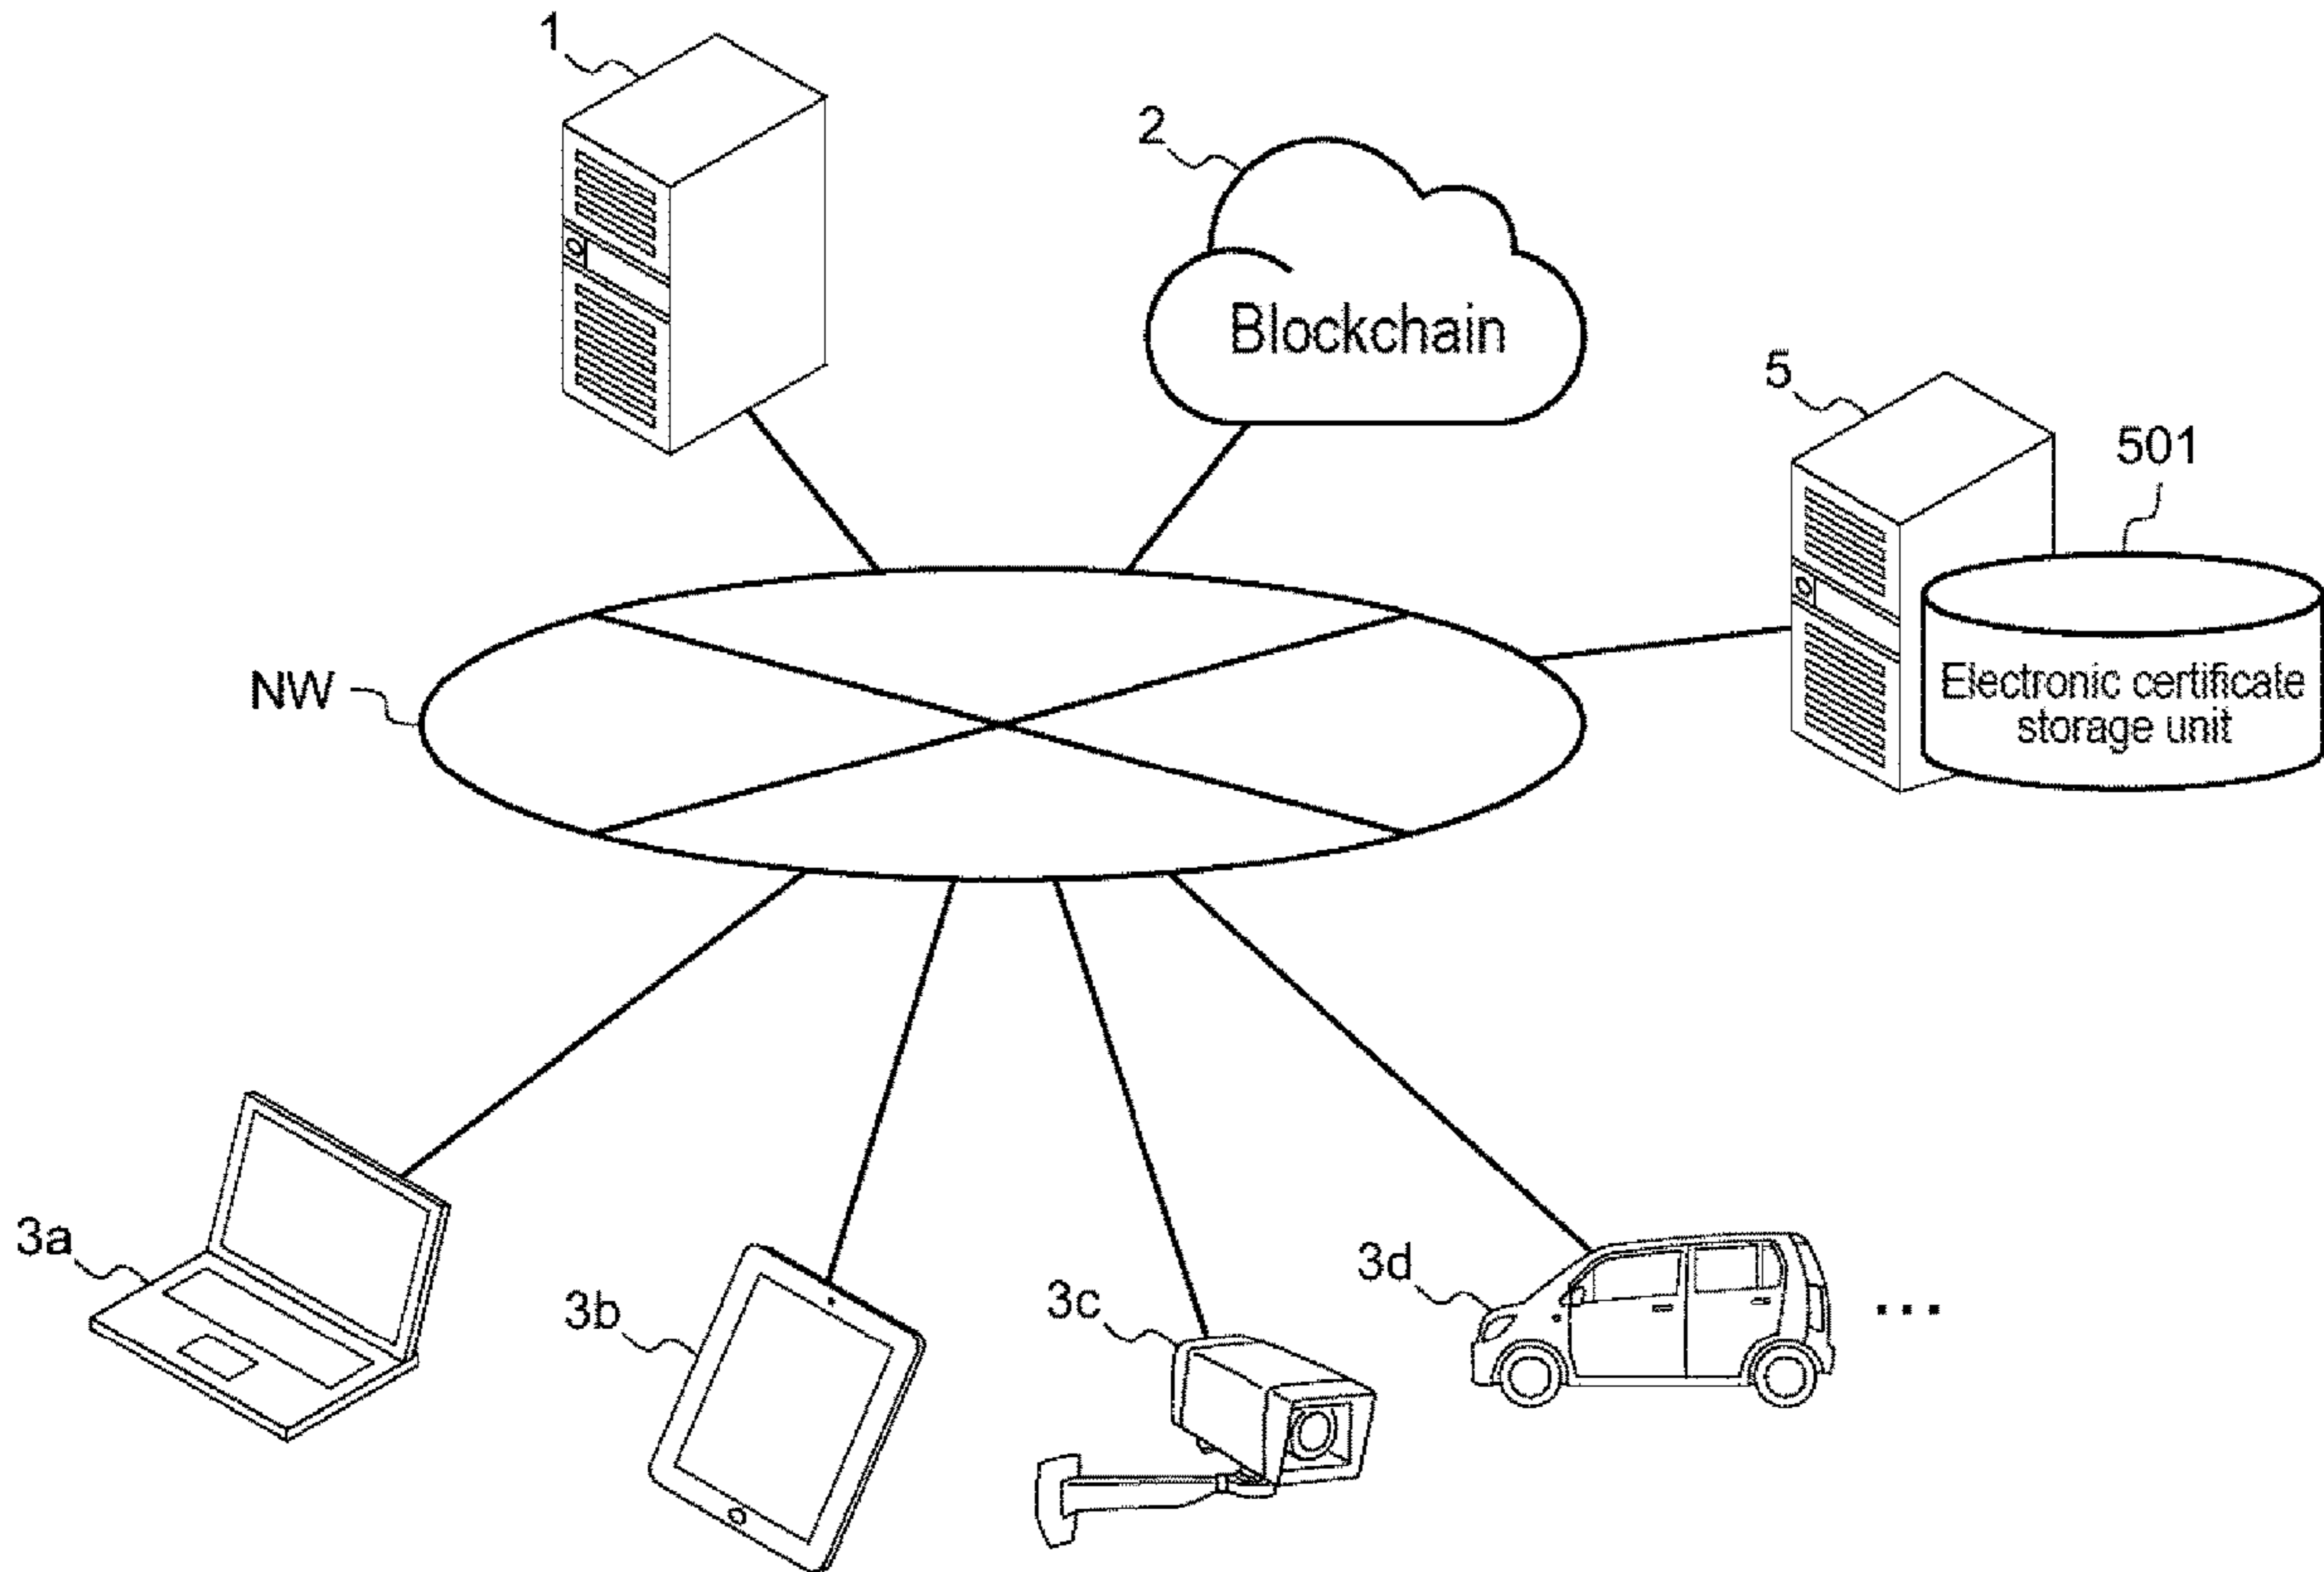 1
2
Blockchain
5
501
NW
Electronic certificate
storage unit
3a
3b
3c
3d
...